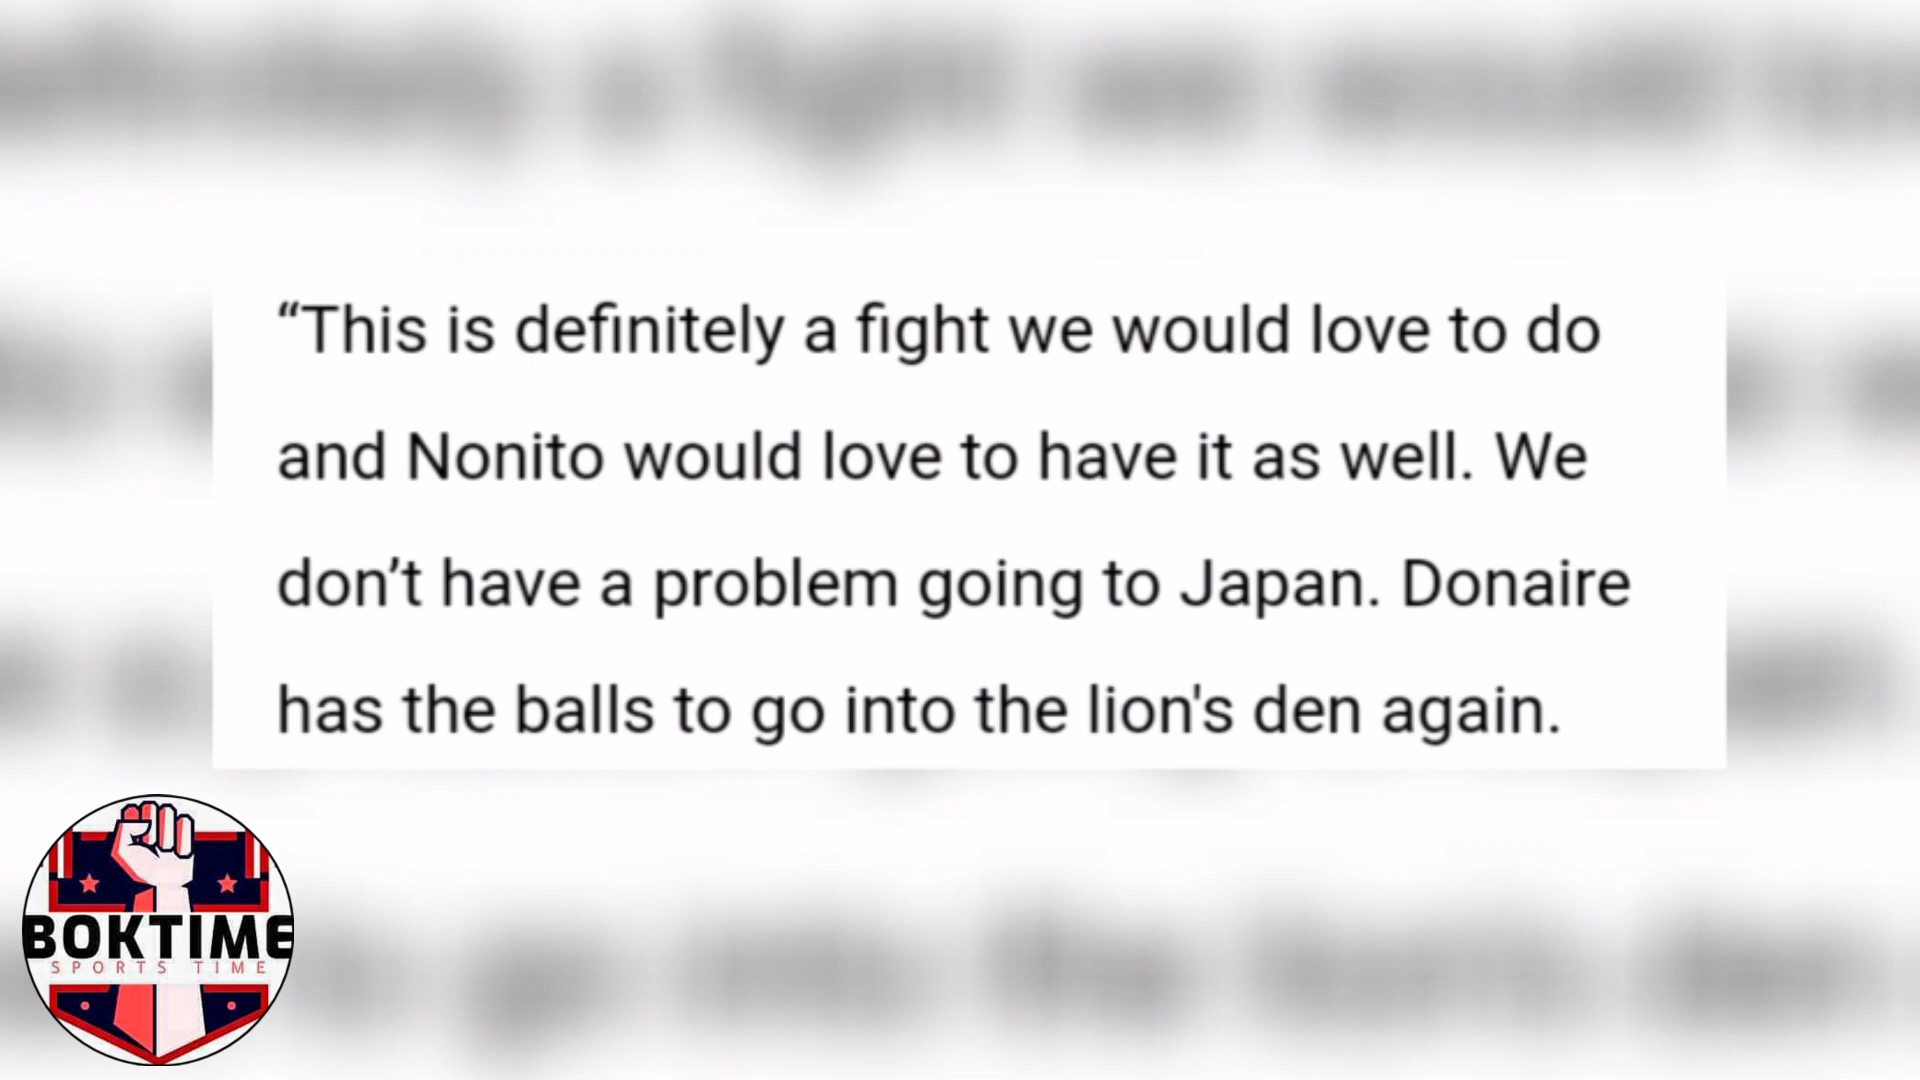 “This is definitely a fight we would love to do
and Nonito would love to have it as well. We
don’t have a problem going to Japan. Donaire
has the balls to go into the lion's den again.
BOKTIME
SPORTS TIME